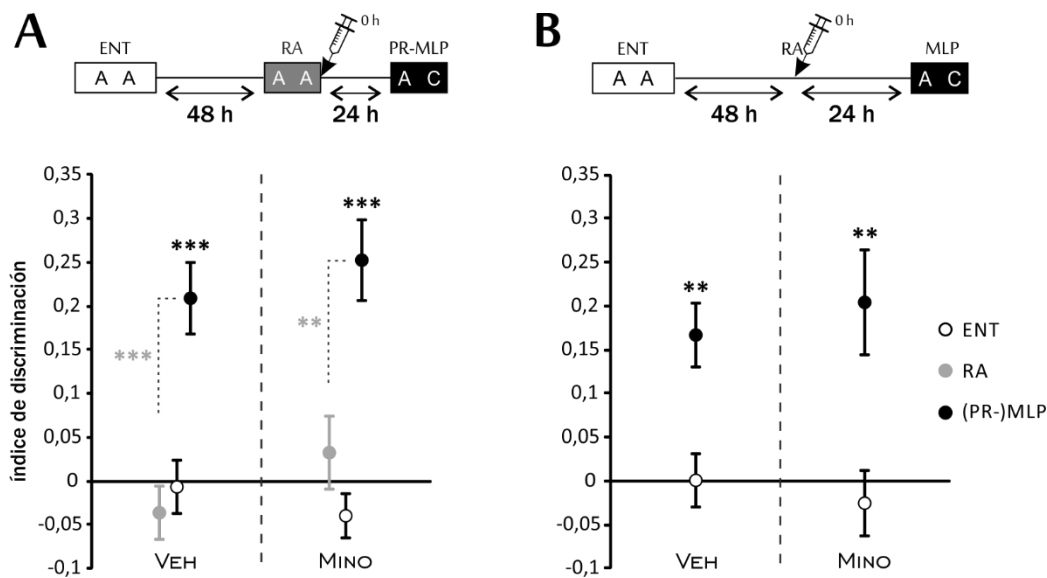 A
0 h
ENT RA PR-MLP
A A A A A C
48 h 24 h
índice de discriminación
0,35
0,3
0,25
0,2
0,15
0,1
0,05
0
-0,05
-0,1
***
***
***
**
VEH MINO
B
0 h
ENT RA MLP
A A A C
48 h 24 h
0,35
0,3
0,25
0,2
0,15
0,1
0,05
0
-0,05
-0,1
**
**
VEH MINO
ENT
RA
(PR-)MLP